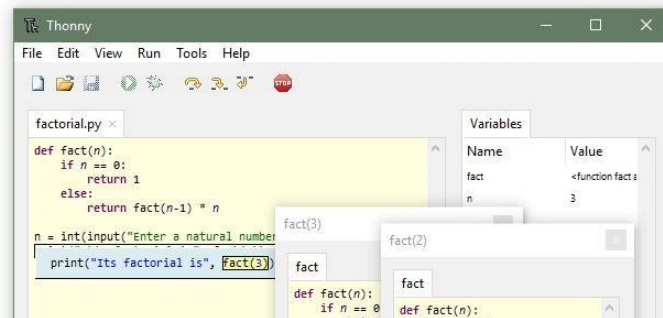 Thonny
File Edit View Run Tools Help
STOP
factorial.py ×
def fact(n):
if n == 0:
return 1
else:
return fact(n-1) * n
n = int(input("Enter a natural number
print("Its factorial is", fact(3))
Variables
Name Value
fact <function fact a
n 3
fact(3)
fact
def fact(n):
if n == 0
fact(2)
fact
def fact(n):